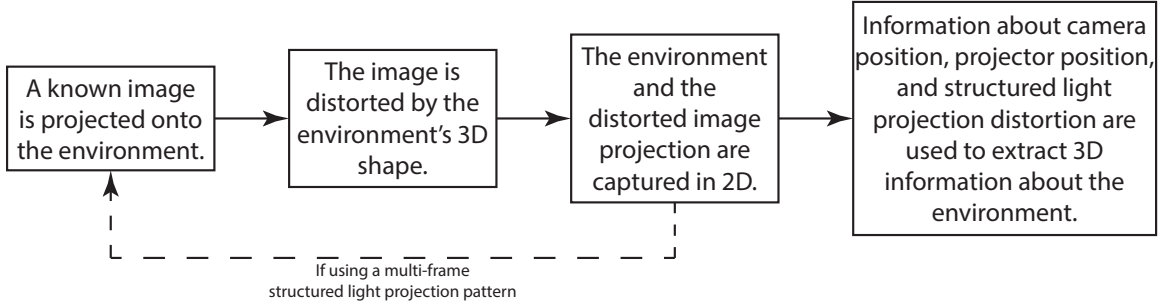 A known image
is projected onto
the environment.
The image is
distorted by the
environment’s 3D
shape.
The environment
and the
distorted image
projection are
captured in 2D.
Information about camera
position, projector position,
and structured light
projection distortion are
used to extract 3D
information about the
environment.
If using a multi-frame
structured light projection pattern